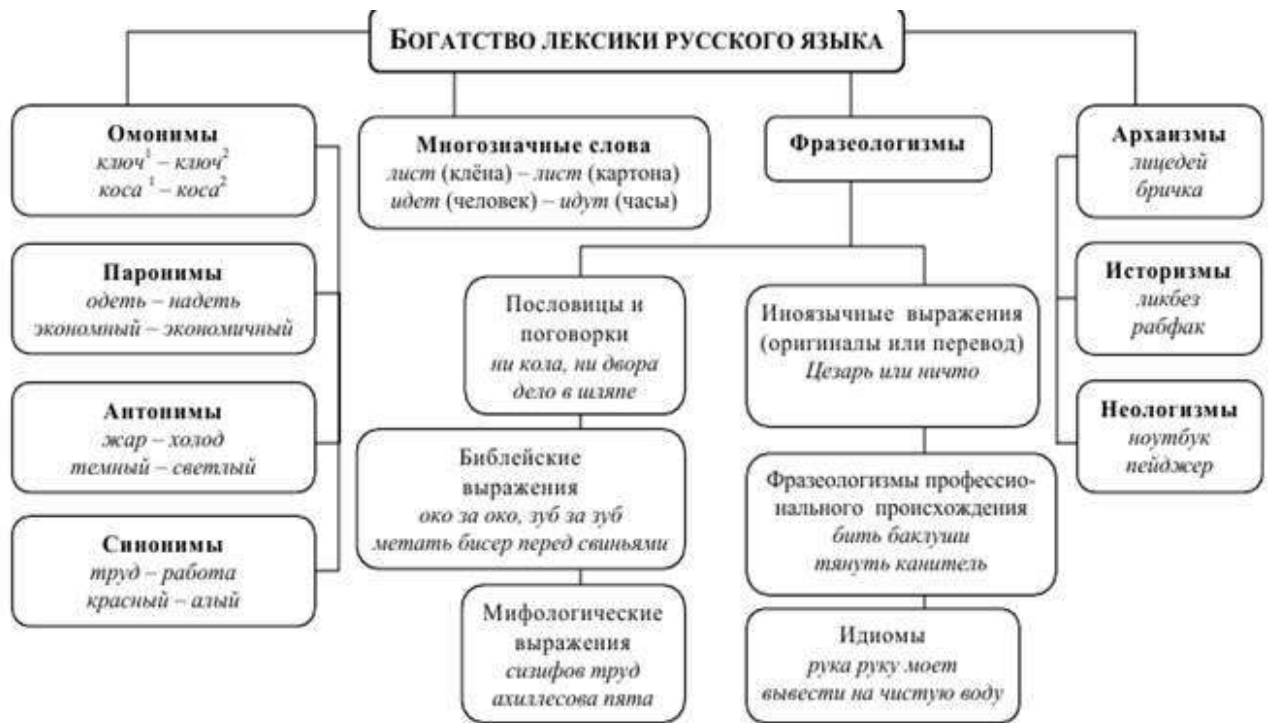 БОГАТСТВО ЛЕКСИКИ РУССКОГО ЯЗЫКА
Омонимы
ключ¹ – ключ²
коса ¹ – коса²
Паронимы
одеть – надеть
экономный – экономичный
Антонимы
жар – холод
темный – светлый
Синонимы
труд – работа
красный – алый
Многозначные слова
лист (клёна) – лист (картона)
идет (человек) – идут (часы)
Фразеологизмы
Пословицы и
поговорки
ни кола, ни двора
дело в шляпе
Библейские
выражения
око за око, зуб за зуб
метать бисер перед свиньями
Мифологические
выражения
сизифов труд
ахиллесова пята
Иноязычные выражения
(оригиналы или перевод)
Цезарь или ничто
Фразеологизмы профессио-
нального происхождения
бить баклуши
тянуть канитель
Идиомы
рука руку моет
вывести на чистую воду
Архаизмы
лицедей
бричка
Историзмы
ликбез
рабфак
Неологизмы
ноутбук
пейджер